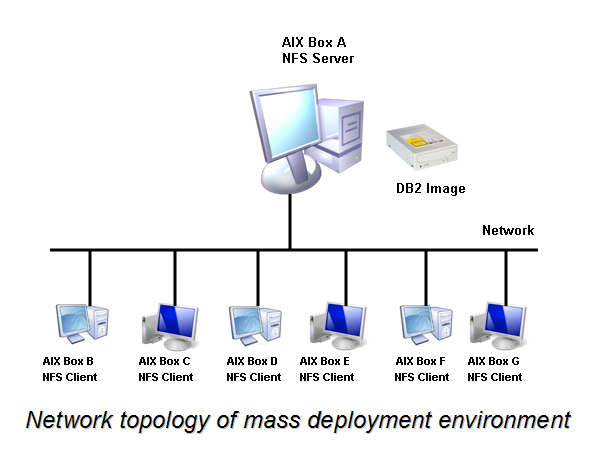 AIX Box A
NFS Server
DB2 Image
Network
AIX Box B
NFS Client
AIX Box C
NFS Client
AIX Box D
NFS Client
AIX Box E
NFS Client
AIX Box F
NFS Client
AIX Box G
NFS Client
Network topology of mass deployment environment